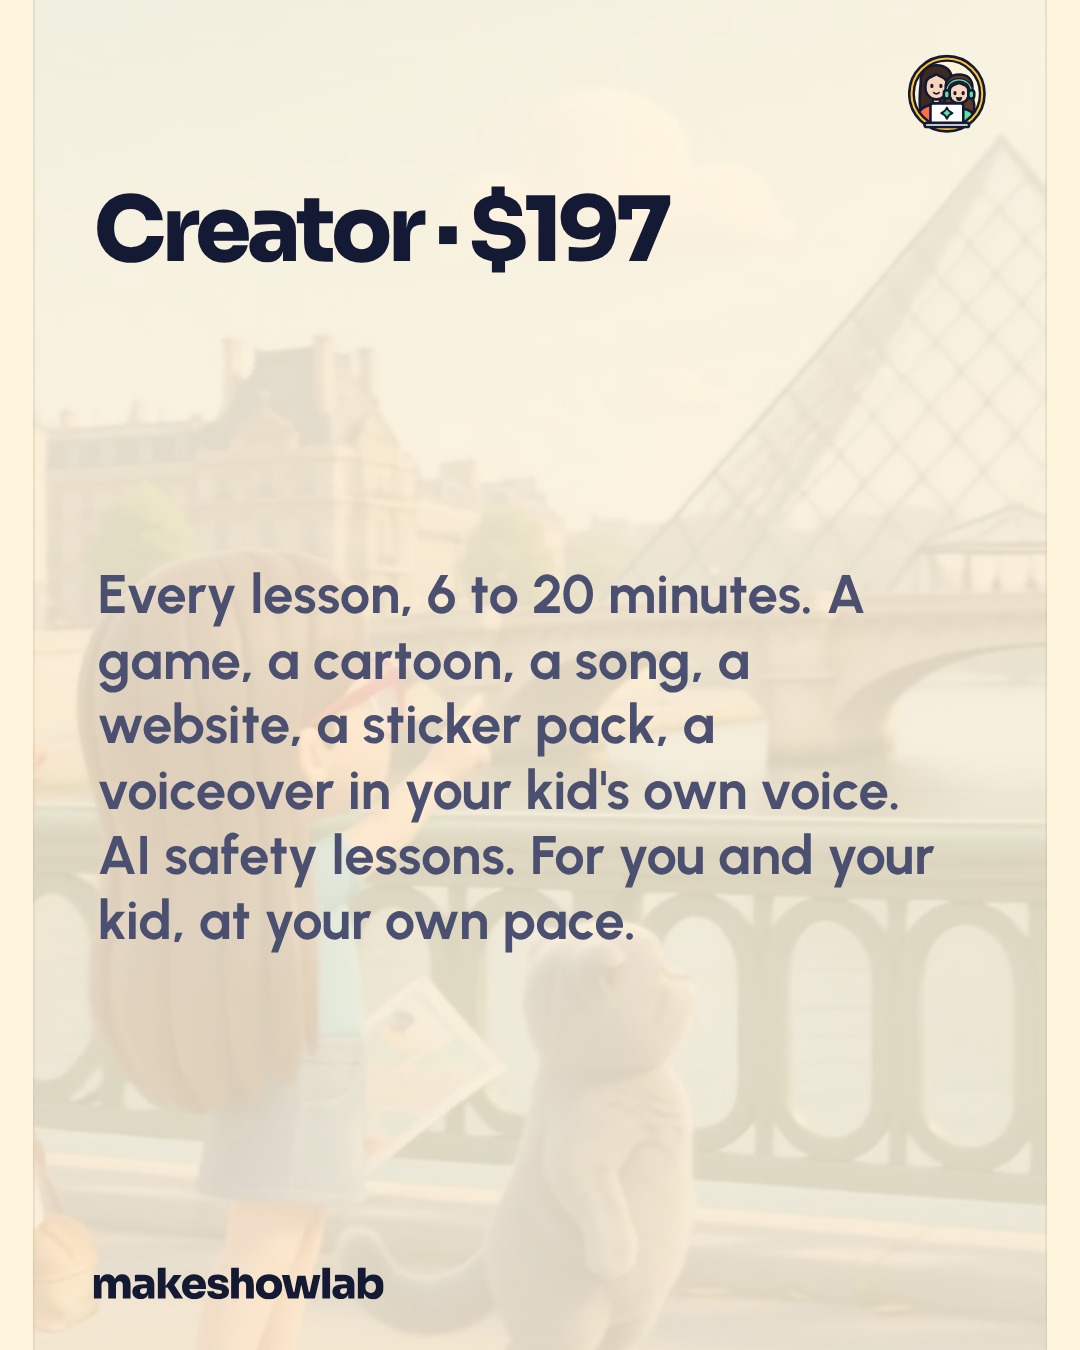 Creator · $197
Every lesson, 6 to 20 minutes. A
game, a cartoon, a song, a
website, a sticker pack, a
voiceover in your kid's own voice.
AI safety lessons. For you and your
kid, at your own pace.
makeshowlab